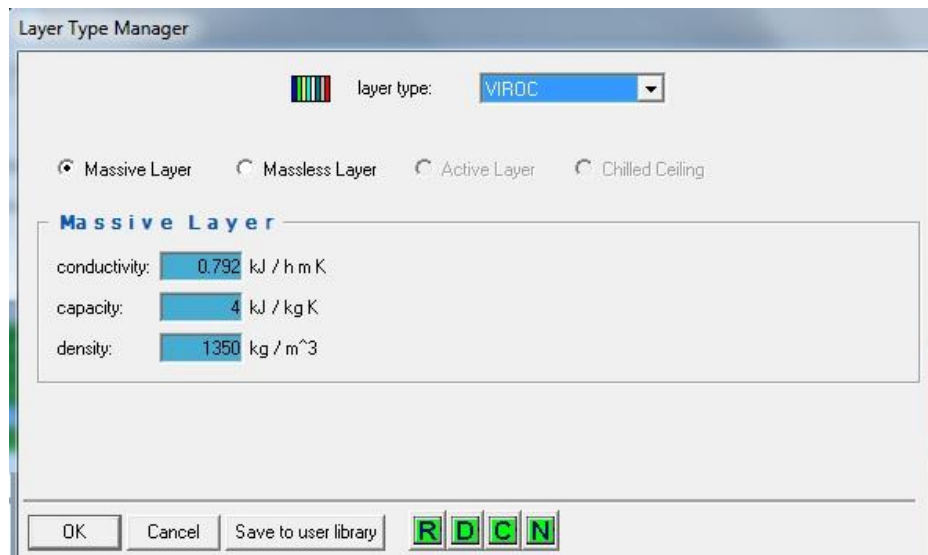 Layer Type Manager
layer type: VIROC
Massive Layer Massless Layer Active Layer Chilled Ceiling
Massive Layer
conductivity: 0.792 kJ / h m K
capacity: 4 kJ / kg K
density: 1350 kg / m^3
OK Cancel Save to user library R D C N